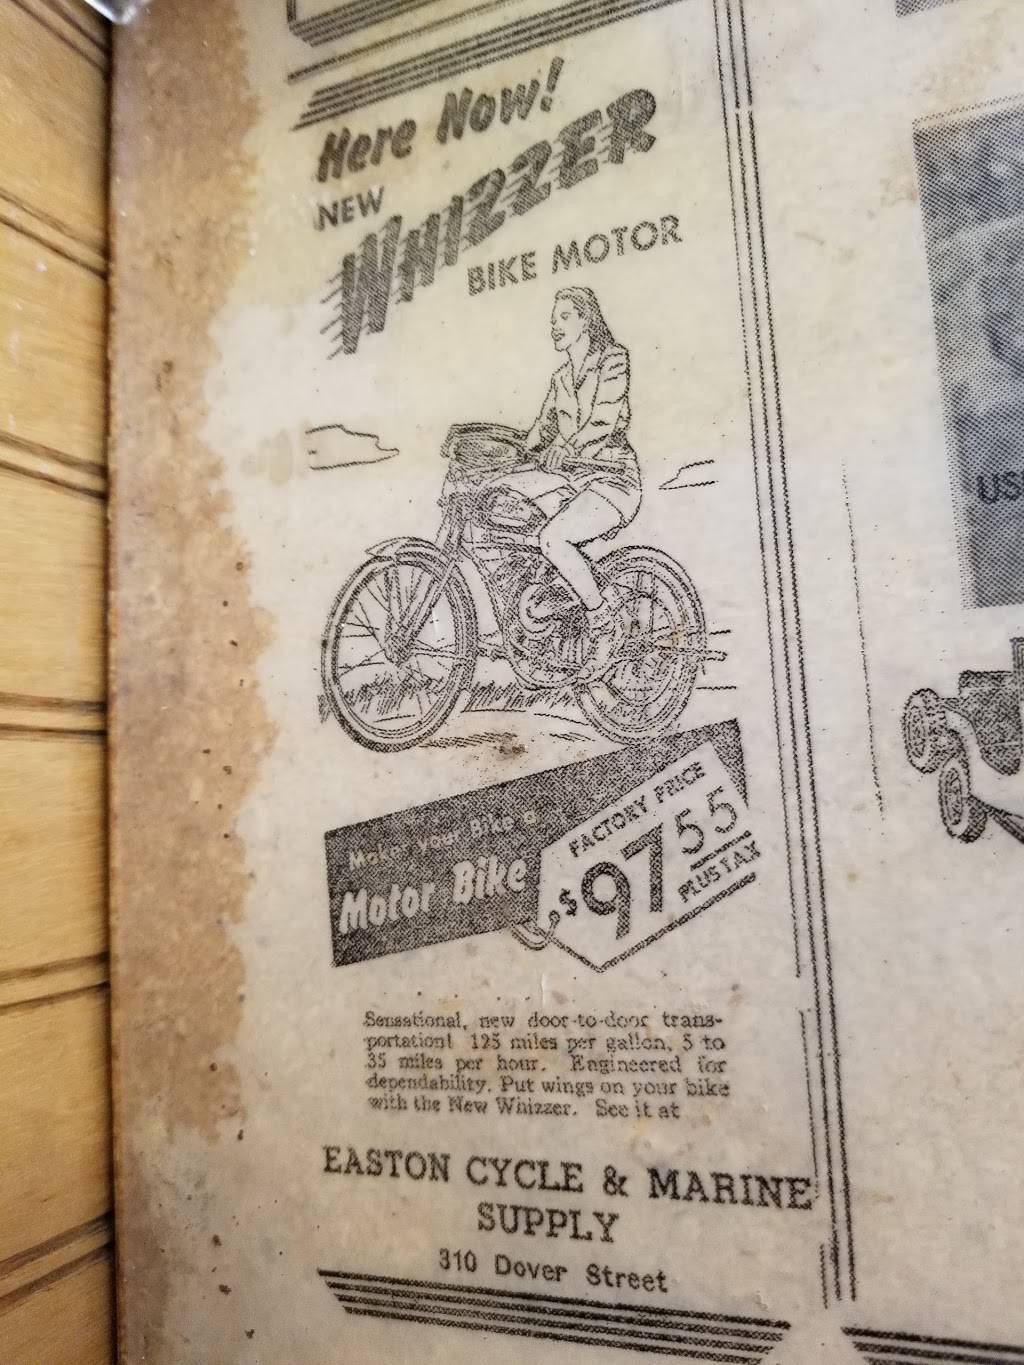 Here Now!
NEW
WHIZZER
BIKE MOTOR
Make your Bike a
Motor Bike
FACTORY PRICE
$97 55
PLUS TAX
Sensational, new door-to-door trans-
portation! 125 miles per gallon, 5 to
35 miles per hour. Engineered for
dependability. Put wings on your bike
with the New Whizzer. See it at
EASTON CYCLE & MARINE
SUPPLY
310 Dover Street
US